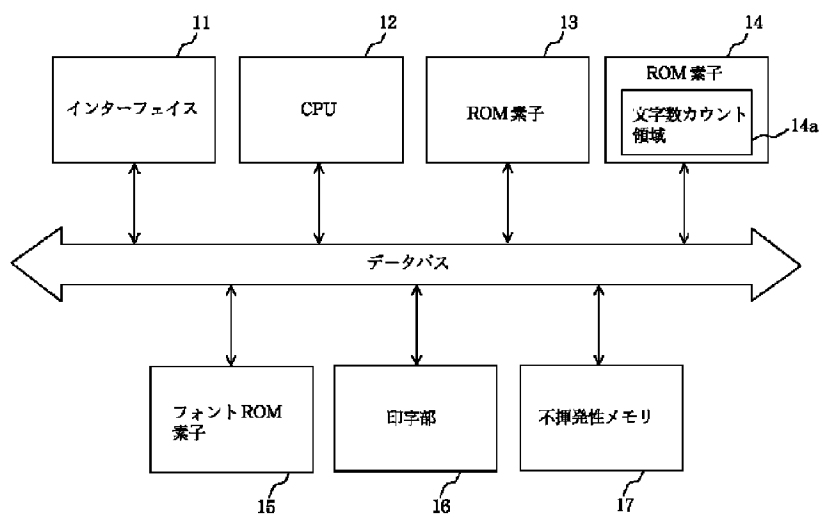 11
12
13
14
インターフェイス
CPU
ROM素子
ROM素子
文字数カウント
領域
14a
データバス
フォントROM
素子
印字部
不揮発性メモリ
15
16
17